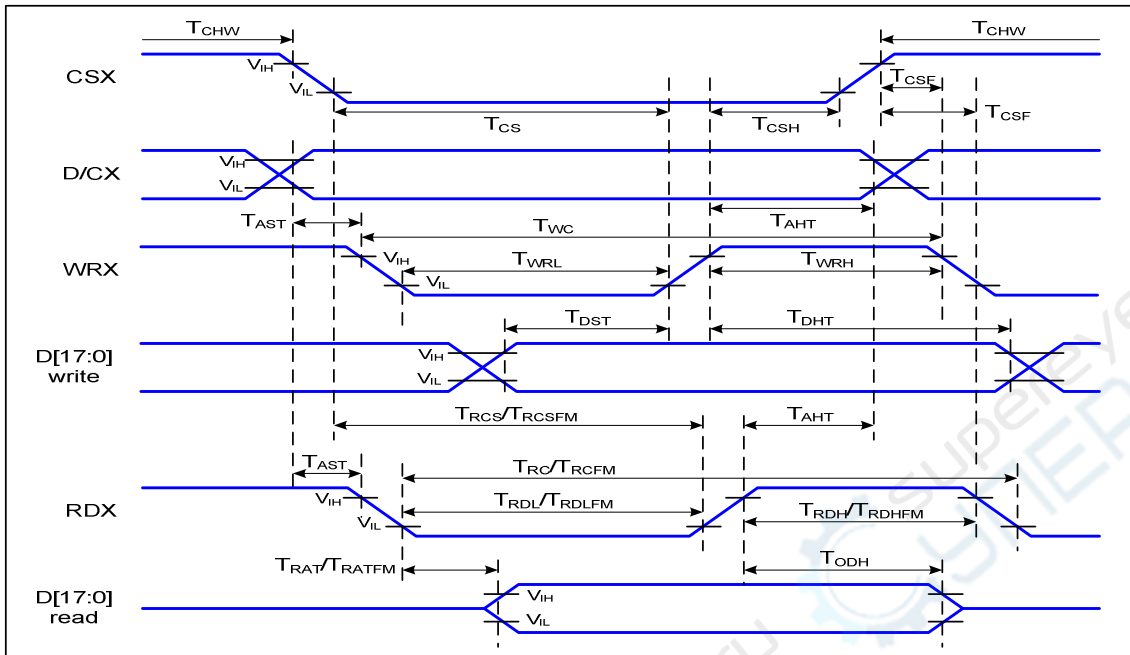 TCHW TCHW
CSX VIH VIL TCSF
TCS TCSH TCSF
D/CX VIH VIL
TAST TWC TAHT
WRX VIH VIL TWRL TWRH
TDST TDHT
D[17:0] write VIH VIL
TRCS/TRCSFM TAHT
TAST TRC/TRCFM
RDX VIH VIL TRDL/TRDLFM TRDH/TRDHFM
TRAT/TRATFM TODH
D[17:0] read VIH VIL
supereye